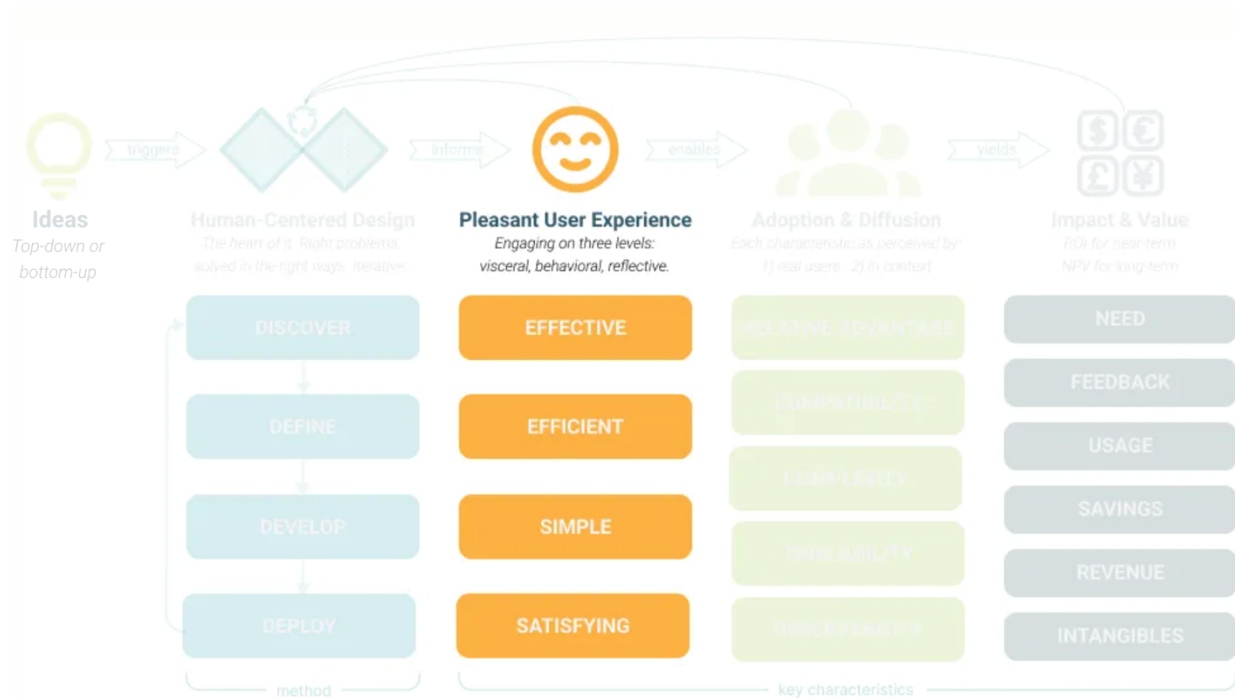 triggers
informs
enables
yields
$
€
£
¥
Ideas
Top-down or
bottom-up
Human-Centered Design
The heart of it. Right problems,
solved in the right ways. Iterative.
Pleasant User Experience
Engaging on three levels:
visceral, behavioral, reflective.
Adoption & Diffusion
Each characteristic as perceived by:
1) real users 2) in context
Impact & Value
ROI for near-term
NPV for long-term
DISCOVER
DEFINE
DEVELOP
DEPLOY
EFFECTIVE
EFFICIENT
SIMPLE
SATISFYING
RELATIVE ADVANTAGE
COMPATIBILITY
COMPLEXITY
TRIALABILITY
OBSERVABILITY
NEED
FEEDBACK
USAGE
SAVINGS
REVENUE
INTANGIBLES
method
key characteristics